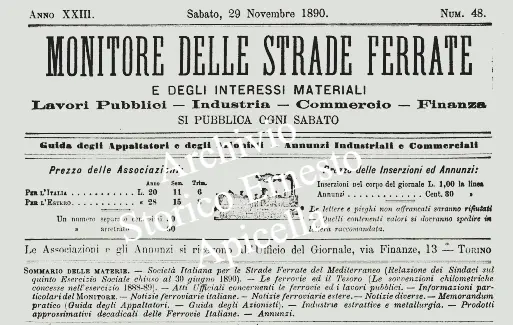 ANNO XXIII. Sabato, 29 Novembre 1890. NUM. 48.
MONITORE DELLE STRADE FERRATE
E DEGLI INTERESSI MATERIALI
Lavori Pubblici — Industria — Commercio — Finanza
SI PUBBLICA OGNI SABATO
Guida degli Appaltatori e degli Azionisti — Annunzi Industriali e Commerciali
Prezzo delle Associazioni
Anno Sem. Trim.
PER L'ITALIA . . . . . . . . . . L. 20 11 6
PER L'ESTERO . . . . . . . . . . » 28 15
Un numero
arretrato
Prezzo delle Inserzioni ed Annunzi:
Inserzioni nel corpo del giornale L. 1,00 la linea
Annunzi . . . . . . . . . Cent. 80 »
Le lettere e pieghi non affrancati saranno rifiutati
Quelli contenenti valori si dovranno spedire in
lettera raccomandata.
Le Associazioni e gli Annunzi si ricevono all'Ufficio del Giornale, via Finanze, 13 — TORINO
SOMMARIO DELLE MATERIE. — Società Italiana per le Strade Ferrate del Mediterraneo (Relazione dei Sindaci sul
quinto Esercizio Sociale chiuso al 30 giugno 1890). — Le ferrovie ed il Tesoro [Le sovvenzioni chilometriche
concesse nell'esercizio 1888-89]. — Atti Ufficiali concernenti le ferrovie ed i lavori pubblici. — Informazioni par-
ticolari del MONITORE. — Notizie ferroviarie italiane. — Notizie ferroviarie estere. — Notizie diverse. — Memorandum
pratico (Guida degli Appaltatori. — Guida degli Azionisti). — Industrie estrattive e metallurgia. — Prodotti
approssimativi decadali delle Ferrovie Italiane. — Annunzi.
Archivio
Storico Ernesto
Apicella